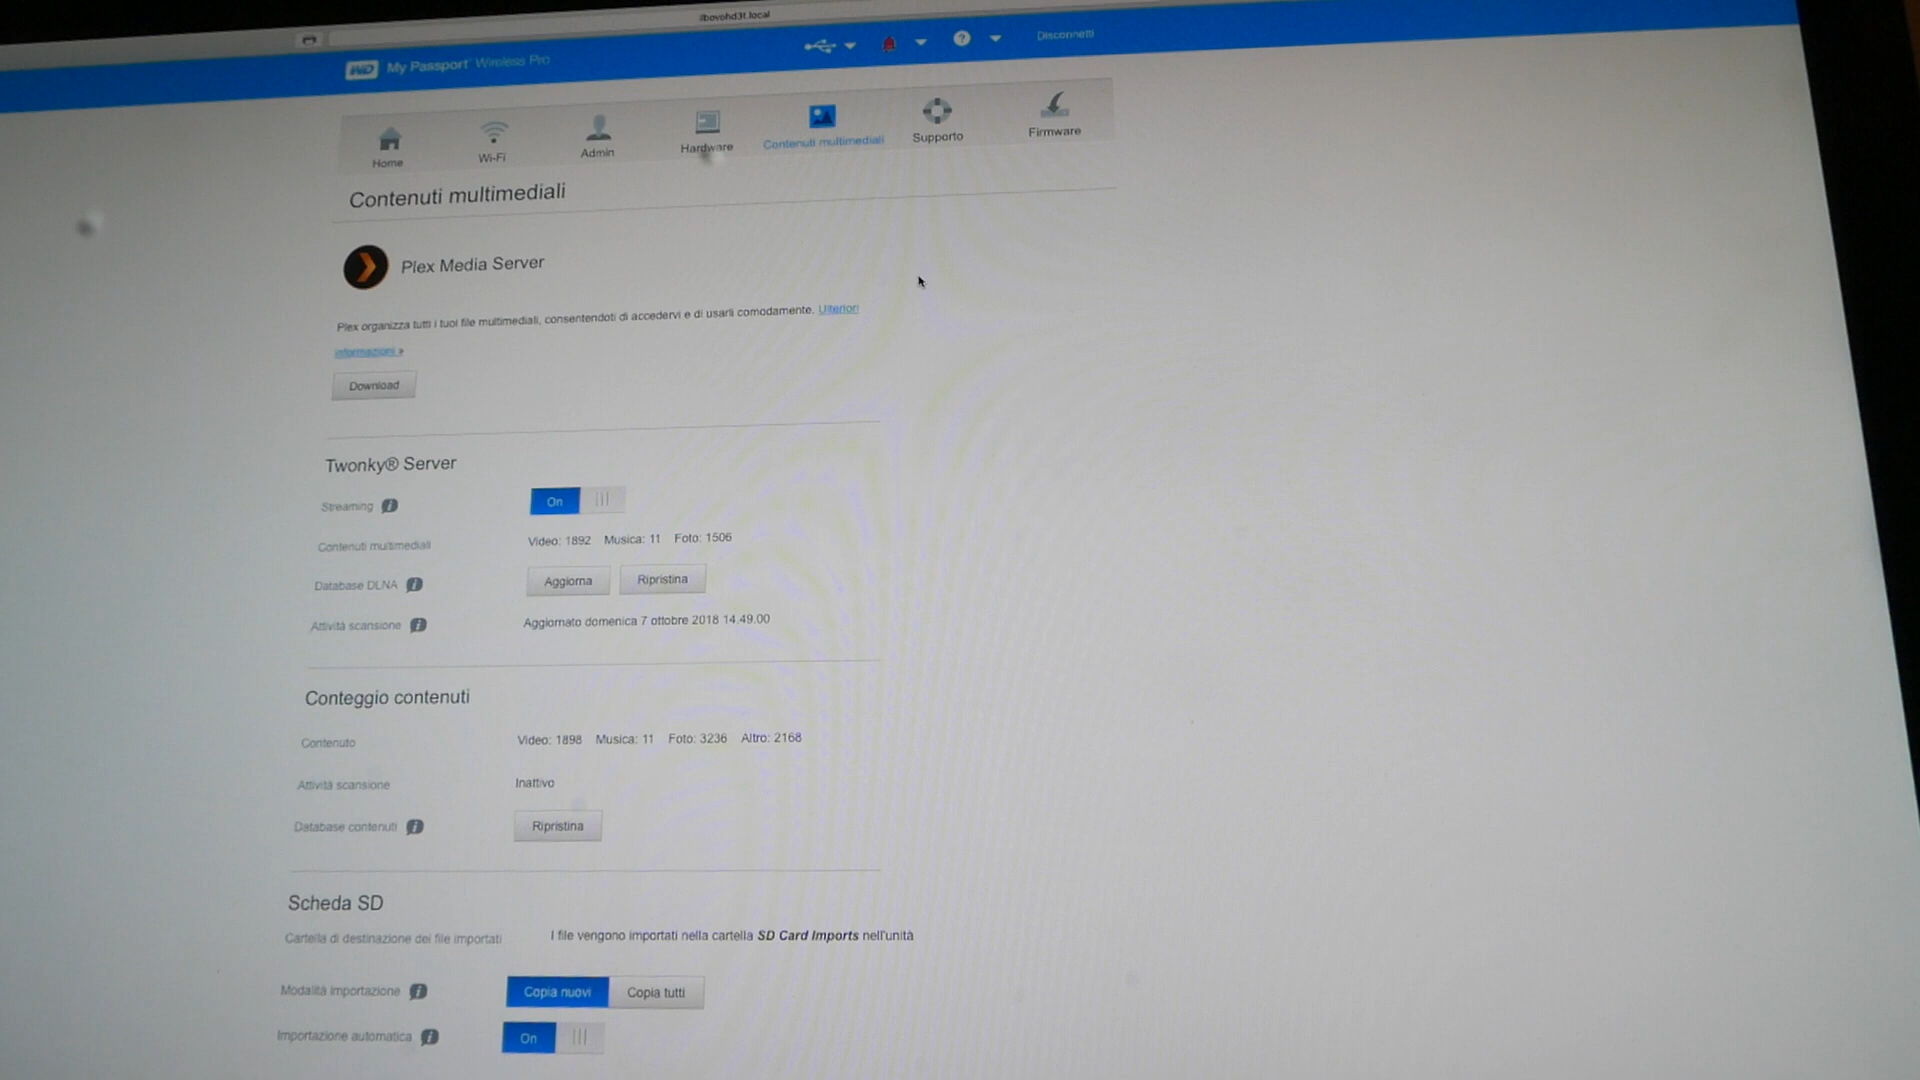 ilbovohd3t.local
WD My Passport Wireless Pro
Disconnetti
Home
Wi-Fi
Admin
Hardware
Contenuti multimediali
Supporto
Firmware
Contenuti multimediali
Plex Media Server
Plex organizza tutti i tuoi file multimediali, consentendoti di accedervi e di usarli comodamente. Ulteriori
informazioni »
Download
Twonky® Server
Streaming On
Contenuti multimediali Video: 1892 Musica: 11 Foto: 1506
Database DLNA Aggiorna Ripristina
Attività scansione Aggiornato domenica 7 ottobre 2018 14.49.00
Conteggio contenuti
Contenuto Video: 1898 Musica: 11 Foto: 3236 Altro: 2168
Attività scansione Inattivo
Database contenuti Ripristina
Scheda SD
Cartella di destinazione dei file importati I file vengono importati nella cartella SD Card Imports nell'unità
Modalità importazione Copia nuovi Copia tutti
Importazione automatica On